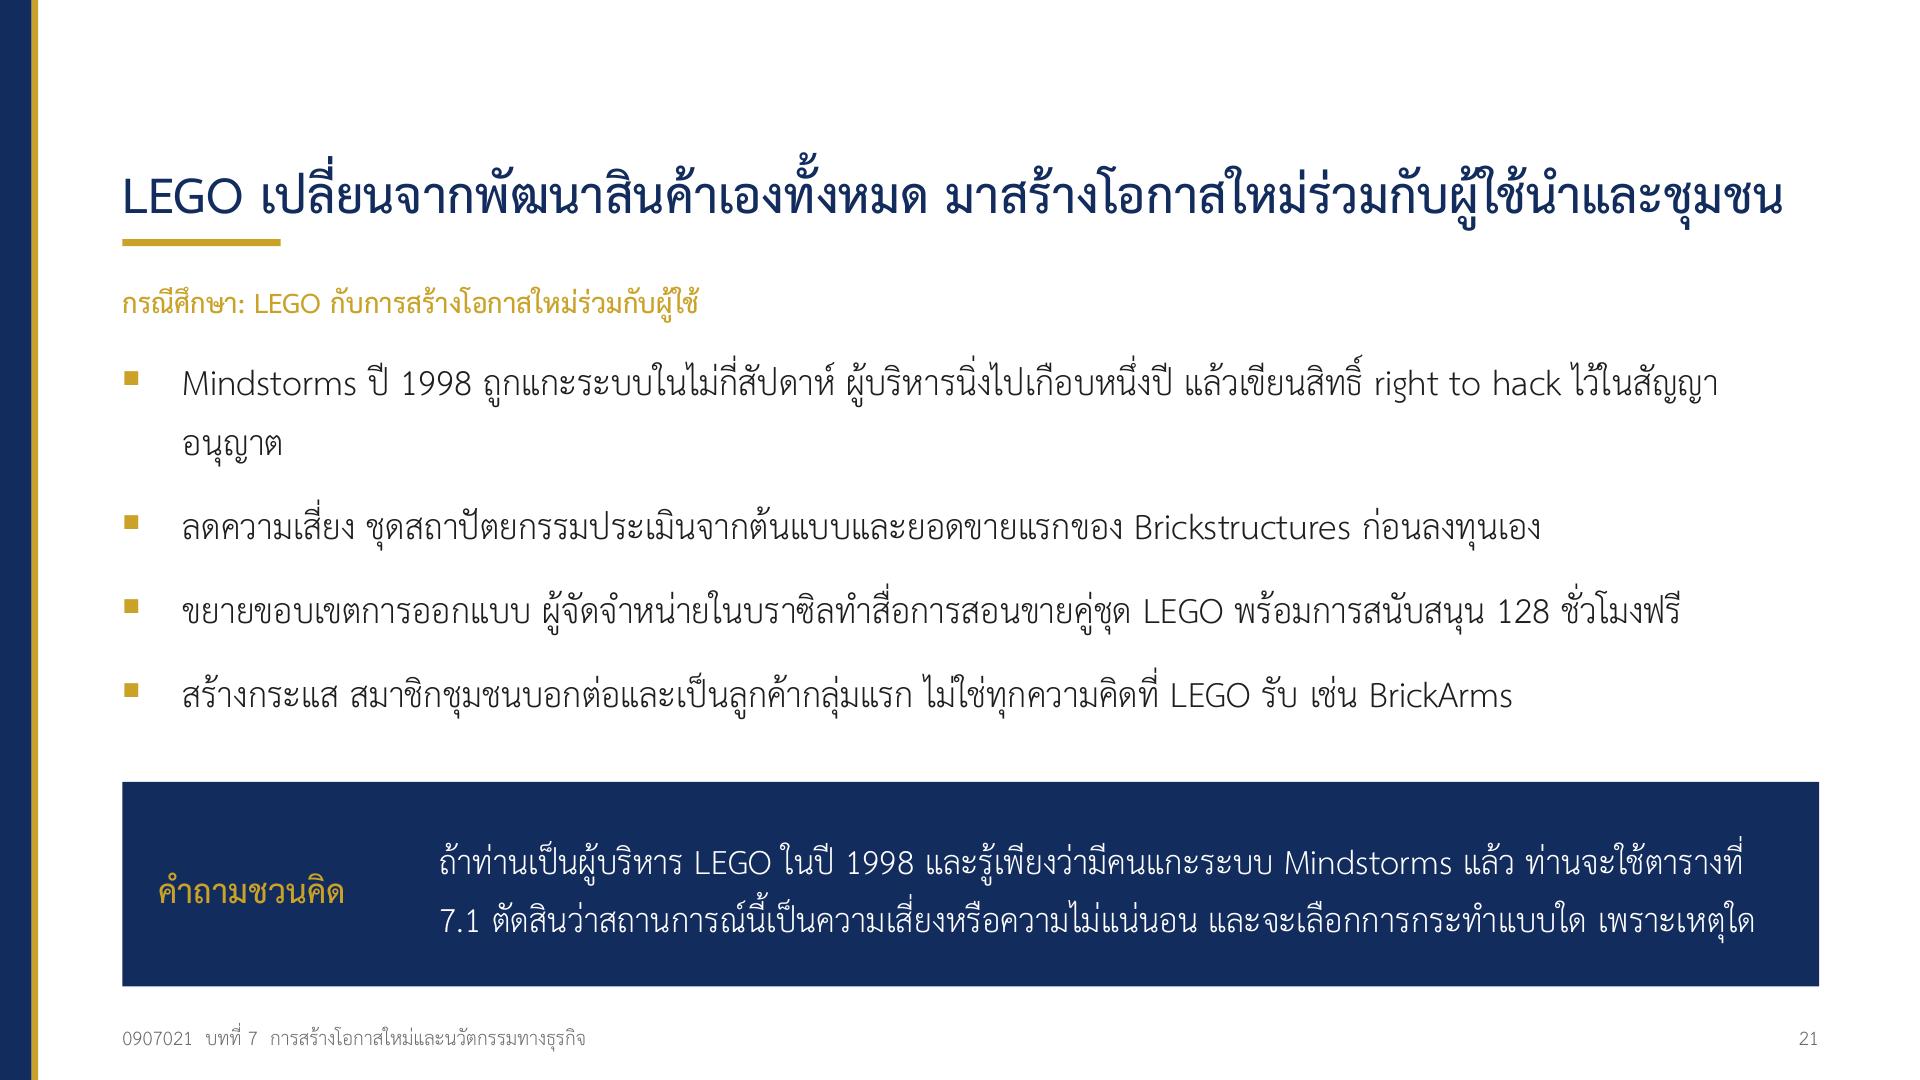 LEGO เปลี่ยนจากพัฒนาสินค้าเองทั้งหมด มาสร้างโอกาสใหม่ร่วมกับผู้ใช้นำและชุมชน
กรณีศึกษา: LEGO กับการสร้างโอกาสใหม่ร่วมกับผู้ใช้
Mindstorms ปี 1998 ถูกแกะระบบในไม่กี่สัปดาห์ ผู้บริหารนิ่งไปเกือบหนึ่งปี แล้วเขียนสิทธิ์ right to hack ไว้ในสัญญา
อนุญาต
ลดความเสี่ยง ชุดสถาปัตยกรรมประเมินจากต้นแบบและยอดขายแรกของ Brickstructures ก่อนลงทุนเอง
ขยายขอบเขตการออกแบบ ผู้จัดจำหน่ายในบราซิลทำสื่อการสอนขายคู่ชุด LEGO พร้อมการสนับสนุน 128 ชั่วโมงฟรี
สร้างกระแส สมาชิกชุมชนบอกต่อและเป็นลูกค้ากลุ่มแรก ไม่ใช่ทุกความคิดที่ LEGO รับ เช่น BrickArms
คำถามชวนคิด
ถ้าท่านเป็นผู้บริหาร LEGO ในปี 1998 และรู้เพียงว่ามีคนแกะระบบ Mindstorms แล้ว ท่านจะใช้ตารางที่
7.1 ตัดสินว่าสถานการณ์นี้เป็นความเสี่ยงหรือความไม่แน่นอน และจะเลือกการกระทำแบบใด เพราะเหตุใด
0907021 บทที่ 7 การสร้างโอกาสใหม่และนวัตกรรมทางธุรกิจ
21